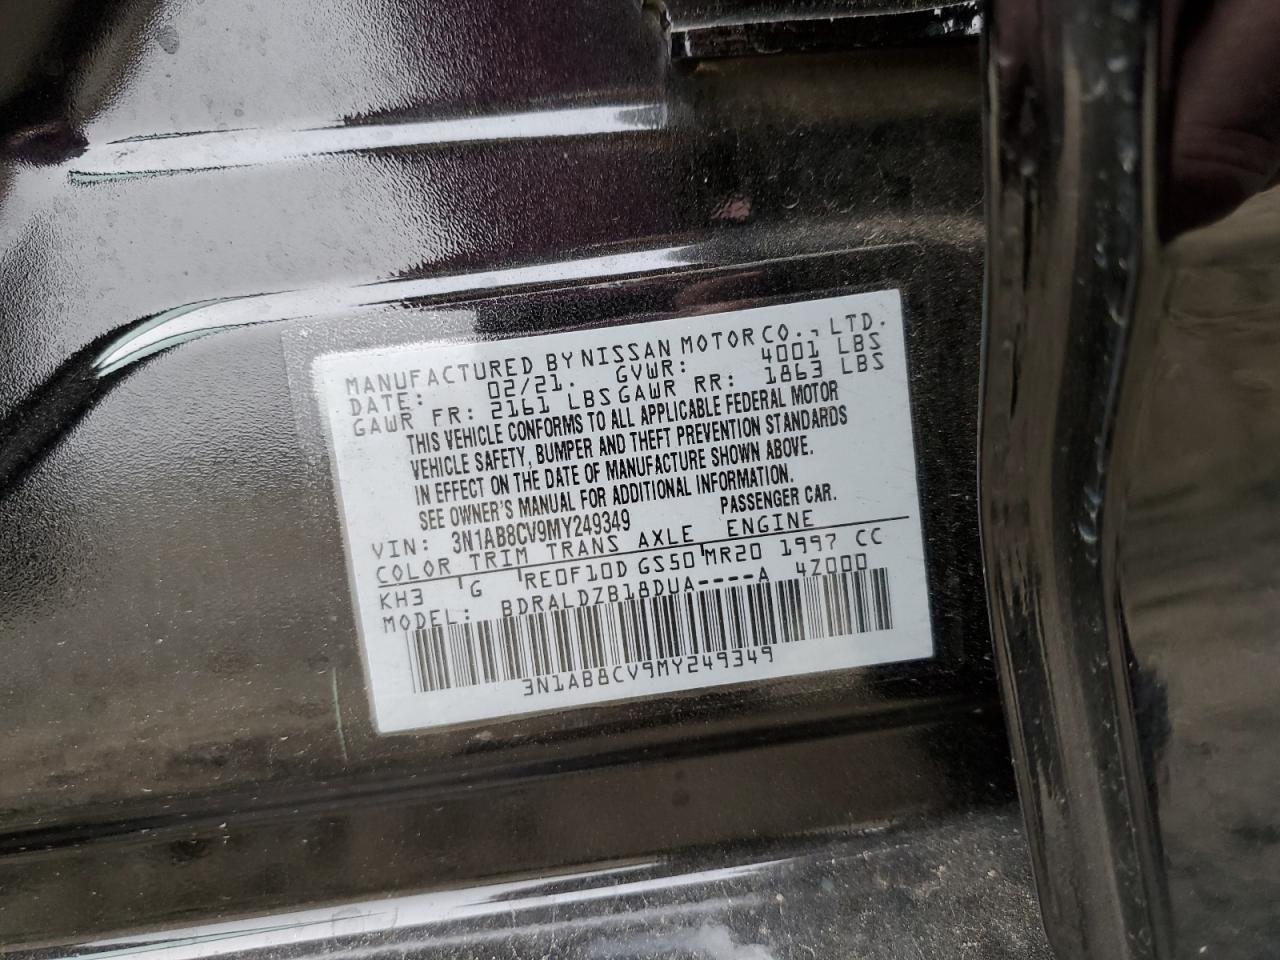 MANUFACTURED BY NISSAN MOTOR CO., LTD.
DATE: 02/21. GVWR: 4001 LBS
GAWR FR: 2161 LBS GAWR RR: 1863 LBS
THIS VEHICLE CONFORMS TO ALL APPLICABLE FEDERAL MOTOR
VEHICLE SAFETY, BUMPER AND THEFT PREVENTION STANDARDS
IN EFFECT ON THE DATE OF MANUFACTURE SHOWN ABOVE.
SEE OWNER'S MANUAL FOR ADDITIONAL INFORMATION.
VIN: 3N1AB8CV9MY249349 PASSENGER CAR.
COLOR TRIM TRANS AXLE ENGINE
KH3 G RE0F10D GS50 MR20 1997 CC
MODEL: BDRALDZB18DUA----A 4Z000
3N1AB8CV9MY249349